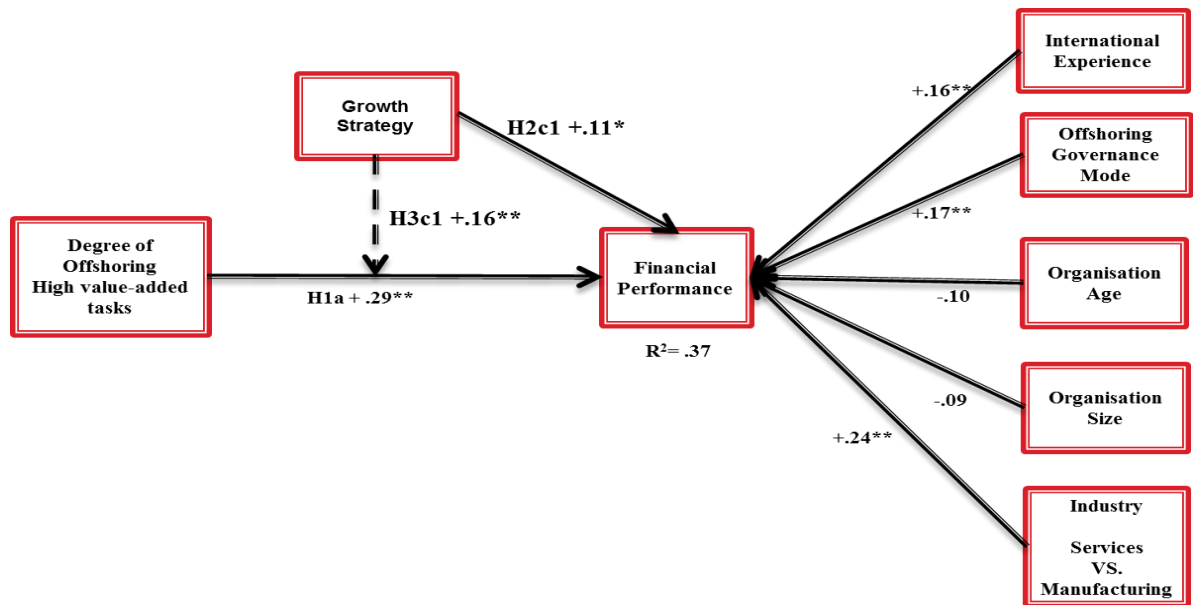 International
Experience
Growth
Strategy
H2c1 +.11*
+.16**
Offshoring
Governance
Mode
H3c1 +.16**
+.17**
Degree of
Offshoring
High value-added
tasks
H1a + .29**
Financial
Performance
R²= .37
Organisation
Age
-.10
Organisation
Size
-.09
+.24**
Industry
Services
VS.
Manufacturing